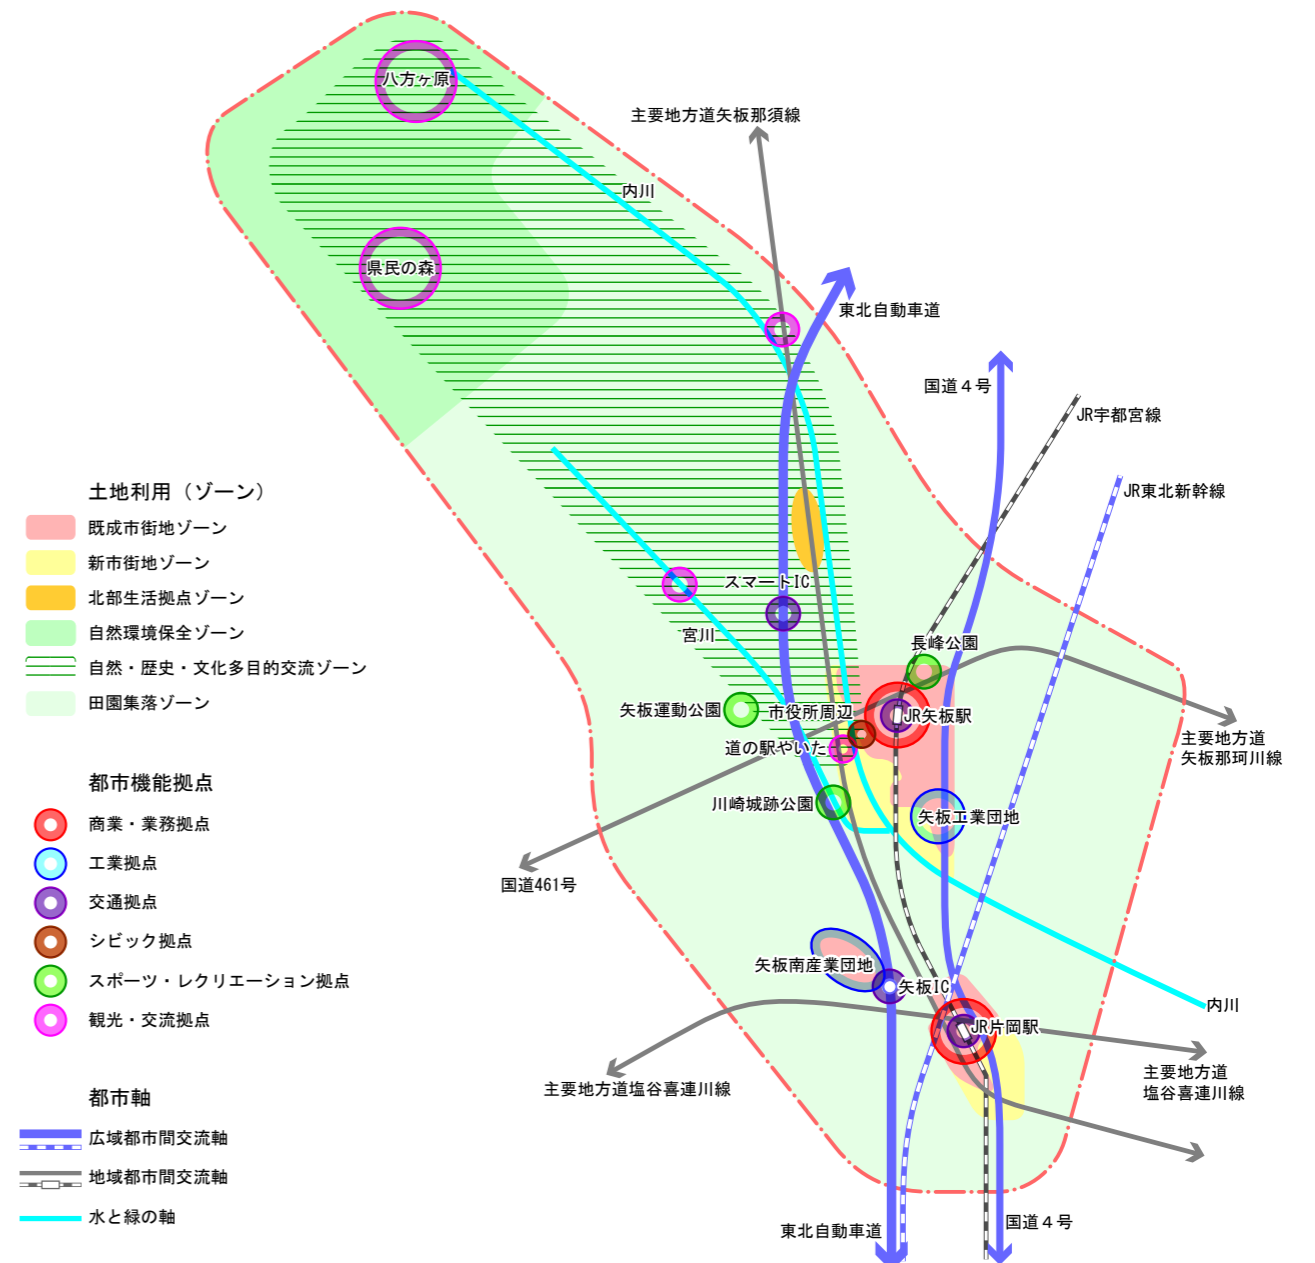 八方ヶ原
主要地方道矢板那須線
内川
県民の森
東北自動車道
国道４号
JR宇都宮線
JR東北新幹線
土地利用（ゾーン）
既成市街地ゾーン
新市街地ゾーン
北部生活拠点ゾーン
自然環境保全ゾーン
自然・歴史・文化多目的交流ゾーン
田園集落ゾーン
スマートIC
宮川
長峰公園
矢板運動公園
市役所周辺
JR矢板駅
道の駅やいた
主要地方道
矢板那珂川線
川崎城跡公園
矢板工業団地
国道461号
都市機能拠点
商業・業務拠点
工業拠点
交通拠点
シビック拠点
スポーツ・レクリエーション拠点
観光・交流拠点
矢板南産業団地
矢板IC
内川
JR片岡駅
主要地方道塩谷喜連川線
主要地方道
塩谷喜連川線
都市軸
広域都市間交流軸
地域都市間交流軸
水と緑の軸
東北自動車道
国道４号